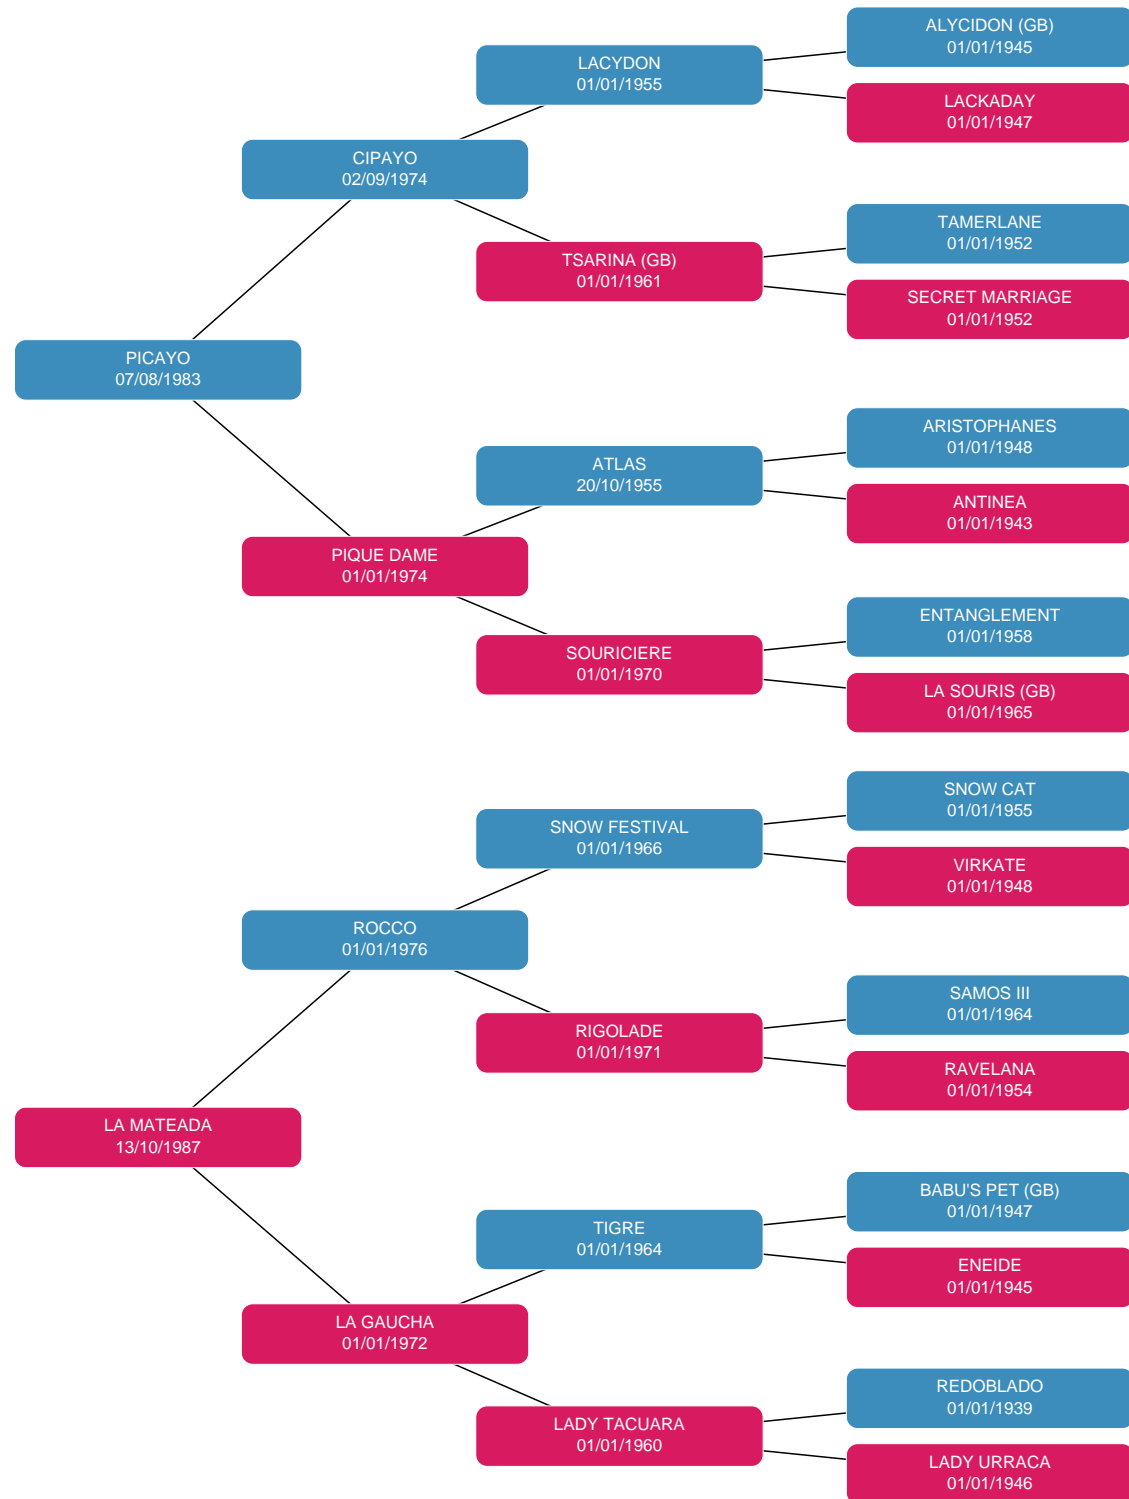 ALYCIDON (GB)
01/01/1945
LACYDON
01/01/1955
LACKADAY
01/01/1947
CIPAYO
02/09/1974
TAMERLANE
01/01/1952
TSARINA (GB)
01/01/1961
SECRET MARRIAGE
01/01/1952
PICAYO
07/08/1983
ARISTOPHANES
01/01/1948
ATLAS
20/10/1955
ANTINEA
01/01/1943
PIQUE DAME
01/01/1974
ENTANGLEMENT
01/01/1958
SOURICIERE
01/01/1970
LA SOURIS (GB)
01/01/1965
SNOW CAT
01/01/1955
SNOW FESTIVAL
01/01/1966
VIRKATE
01/01/1948
ROCCO
01/01/1976
SAMOS III
01/01/1964
RIGOLADE
01/01/1971
RAVELANA
01/01/1954
LA MATEADA
13/10/1987
BABU'S PET (GB)
01/01/1947
TIGRE
01/01/1964
ENEIDE
01/01/1945
LA GAUCHA
01/01/1972
REDOBLADO
01/01/1939
LADY TACUARA
01/01/1960
LADY URRACA
01/01/1946